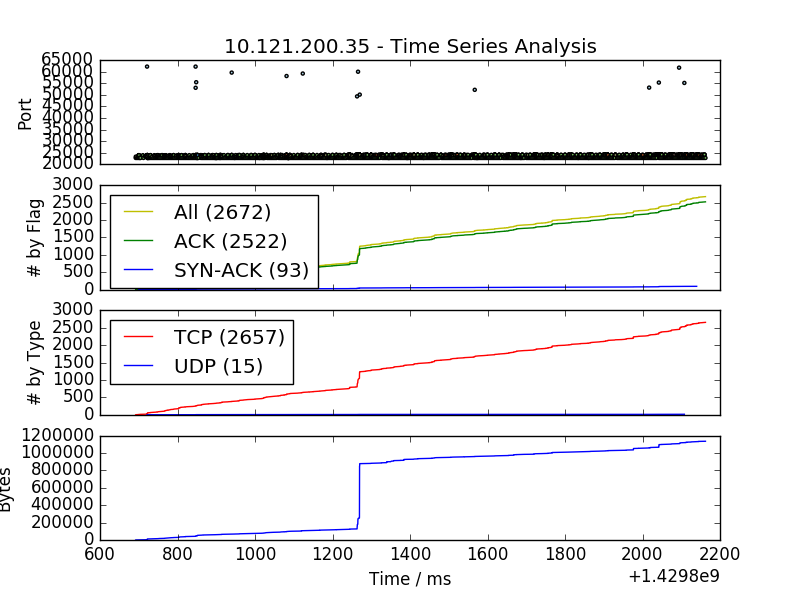 10.121.200.35 - Time Series Analysis
65000
60000
55000
50000
45000
40000
35000
30000
25000
20000
Port
3000
2500
2000
1500
1000
500
0
# by Flag
All (2672)
ACK (2522)
SYN-ACK (93)
3000
2500
2000
1500
1000
500
0
# by Type
TCP (2657)
UDP (15)
1200000
1000000
800000
600000
400000
200000
0
Bytes
600 800 1000 1200 1400 1600 1800 2000 2200
Time / ms
+1.4298e9